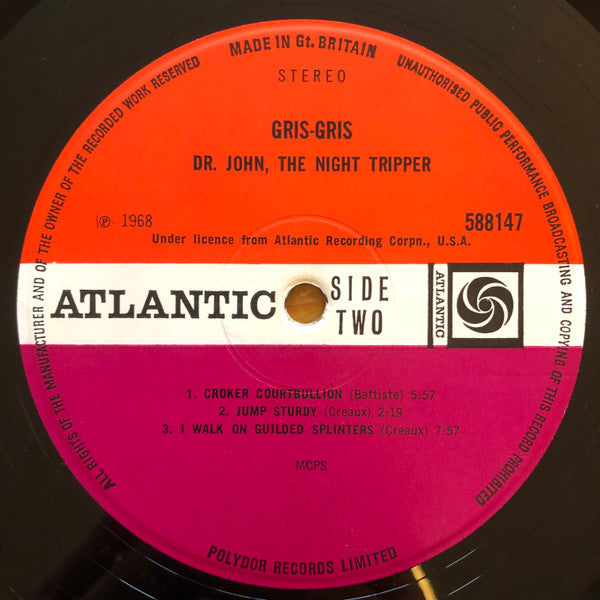 MADE IN Gt. BRITAIN
UNAUTHORISED PUBLIC PERFORMANCE BROADCASTING AND COPYING OF THIS RECORD PROHIBITED
ALL RIGHTS OF THE MANUFACTURER AND OF THE OWNER OF THE RECORDED WORK RESERVED
STEREO
GRIS-GRIS
DR. JOHN, THE NIGHT TRIPPER
℗ 1968
588147
Under licence from Atlantic Recording Corpn., U.S.A.
ATLANTIC
SIDE
TWO
ATLANTIC
1. CROKER COURTBULLION (Battiste) 5:57
2. JUMP STURDY (Creaux) 2:19
3. I WALK ON GUILDED SPLINTERS (Creaux) 7:57
MCPS
POLYDOR RECORDS LIMITED